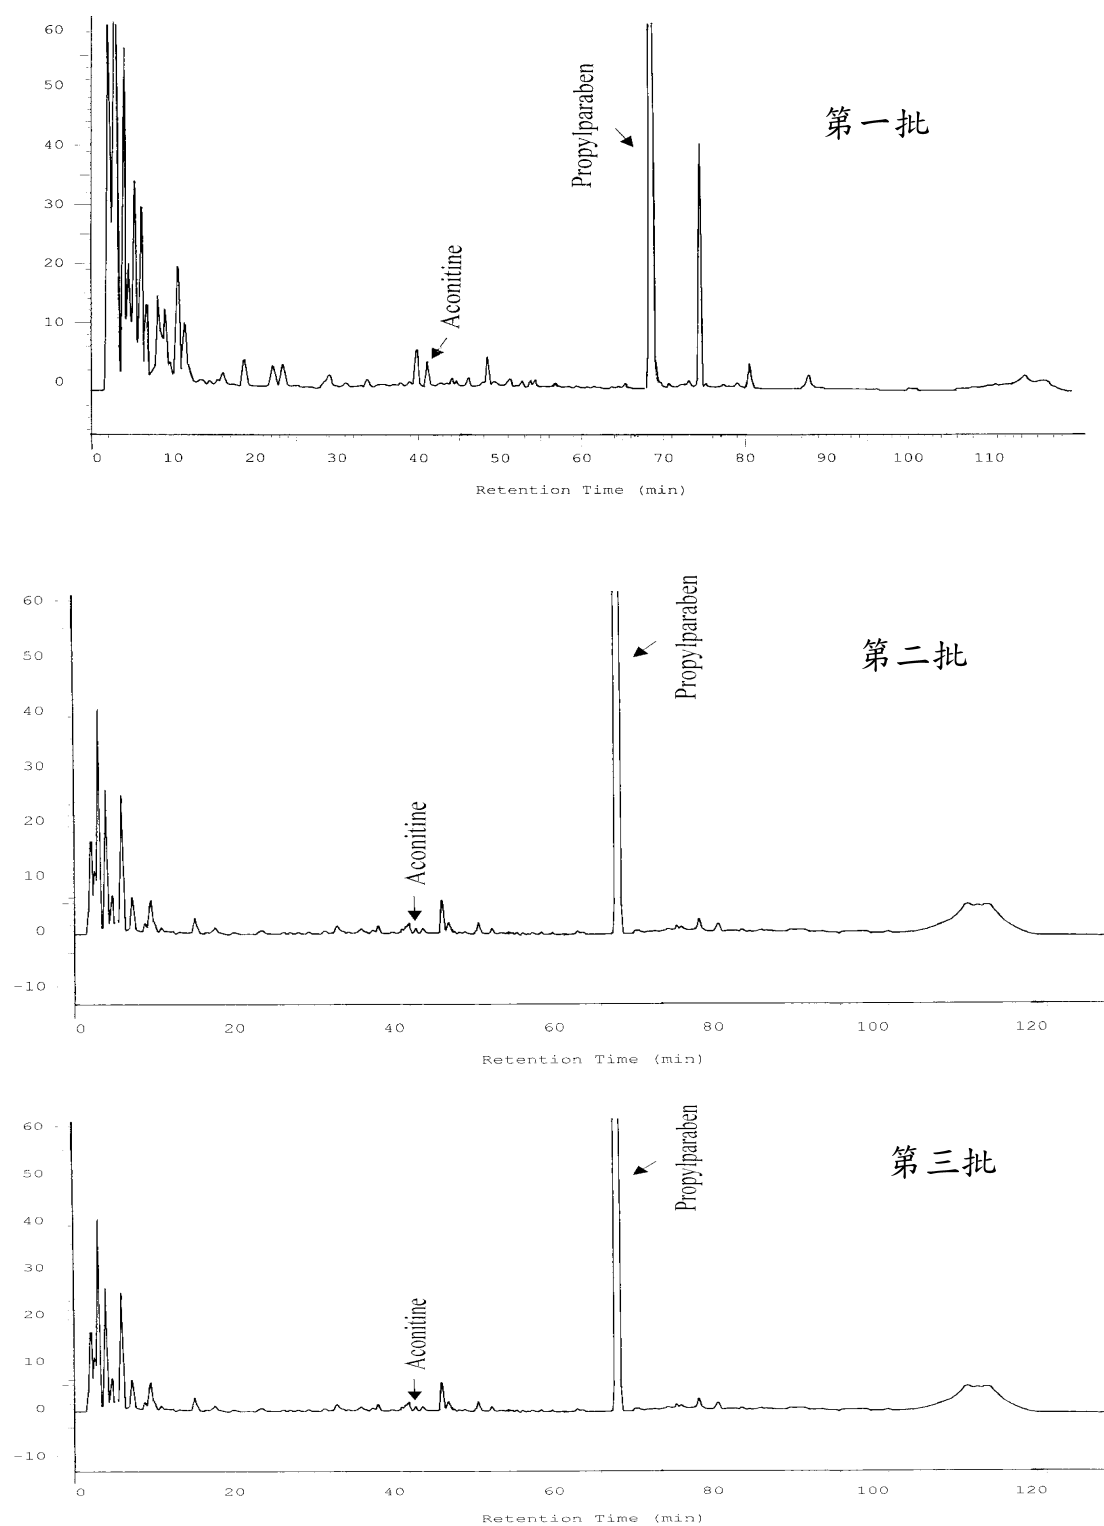 60
50
40
30
20
10
0
Propylparaben
Aconitine
第一批
0 10 20 30 40 50 60 70 80 90 100 110
Retention Time (min)
60
50
40
30
20
10
0
-10
Propylparaben
Aconitine
第二批
0 20 40 60 80 100 120
Retention Time (min)
60
50
40
30
20
10
0
-10
Propylparaben
Aconitine
第三批
0 20 40 60 80 100 120
Retention Time (min)